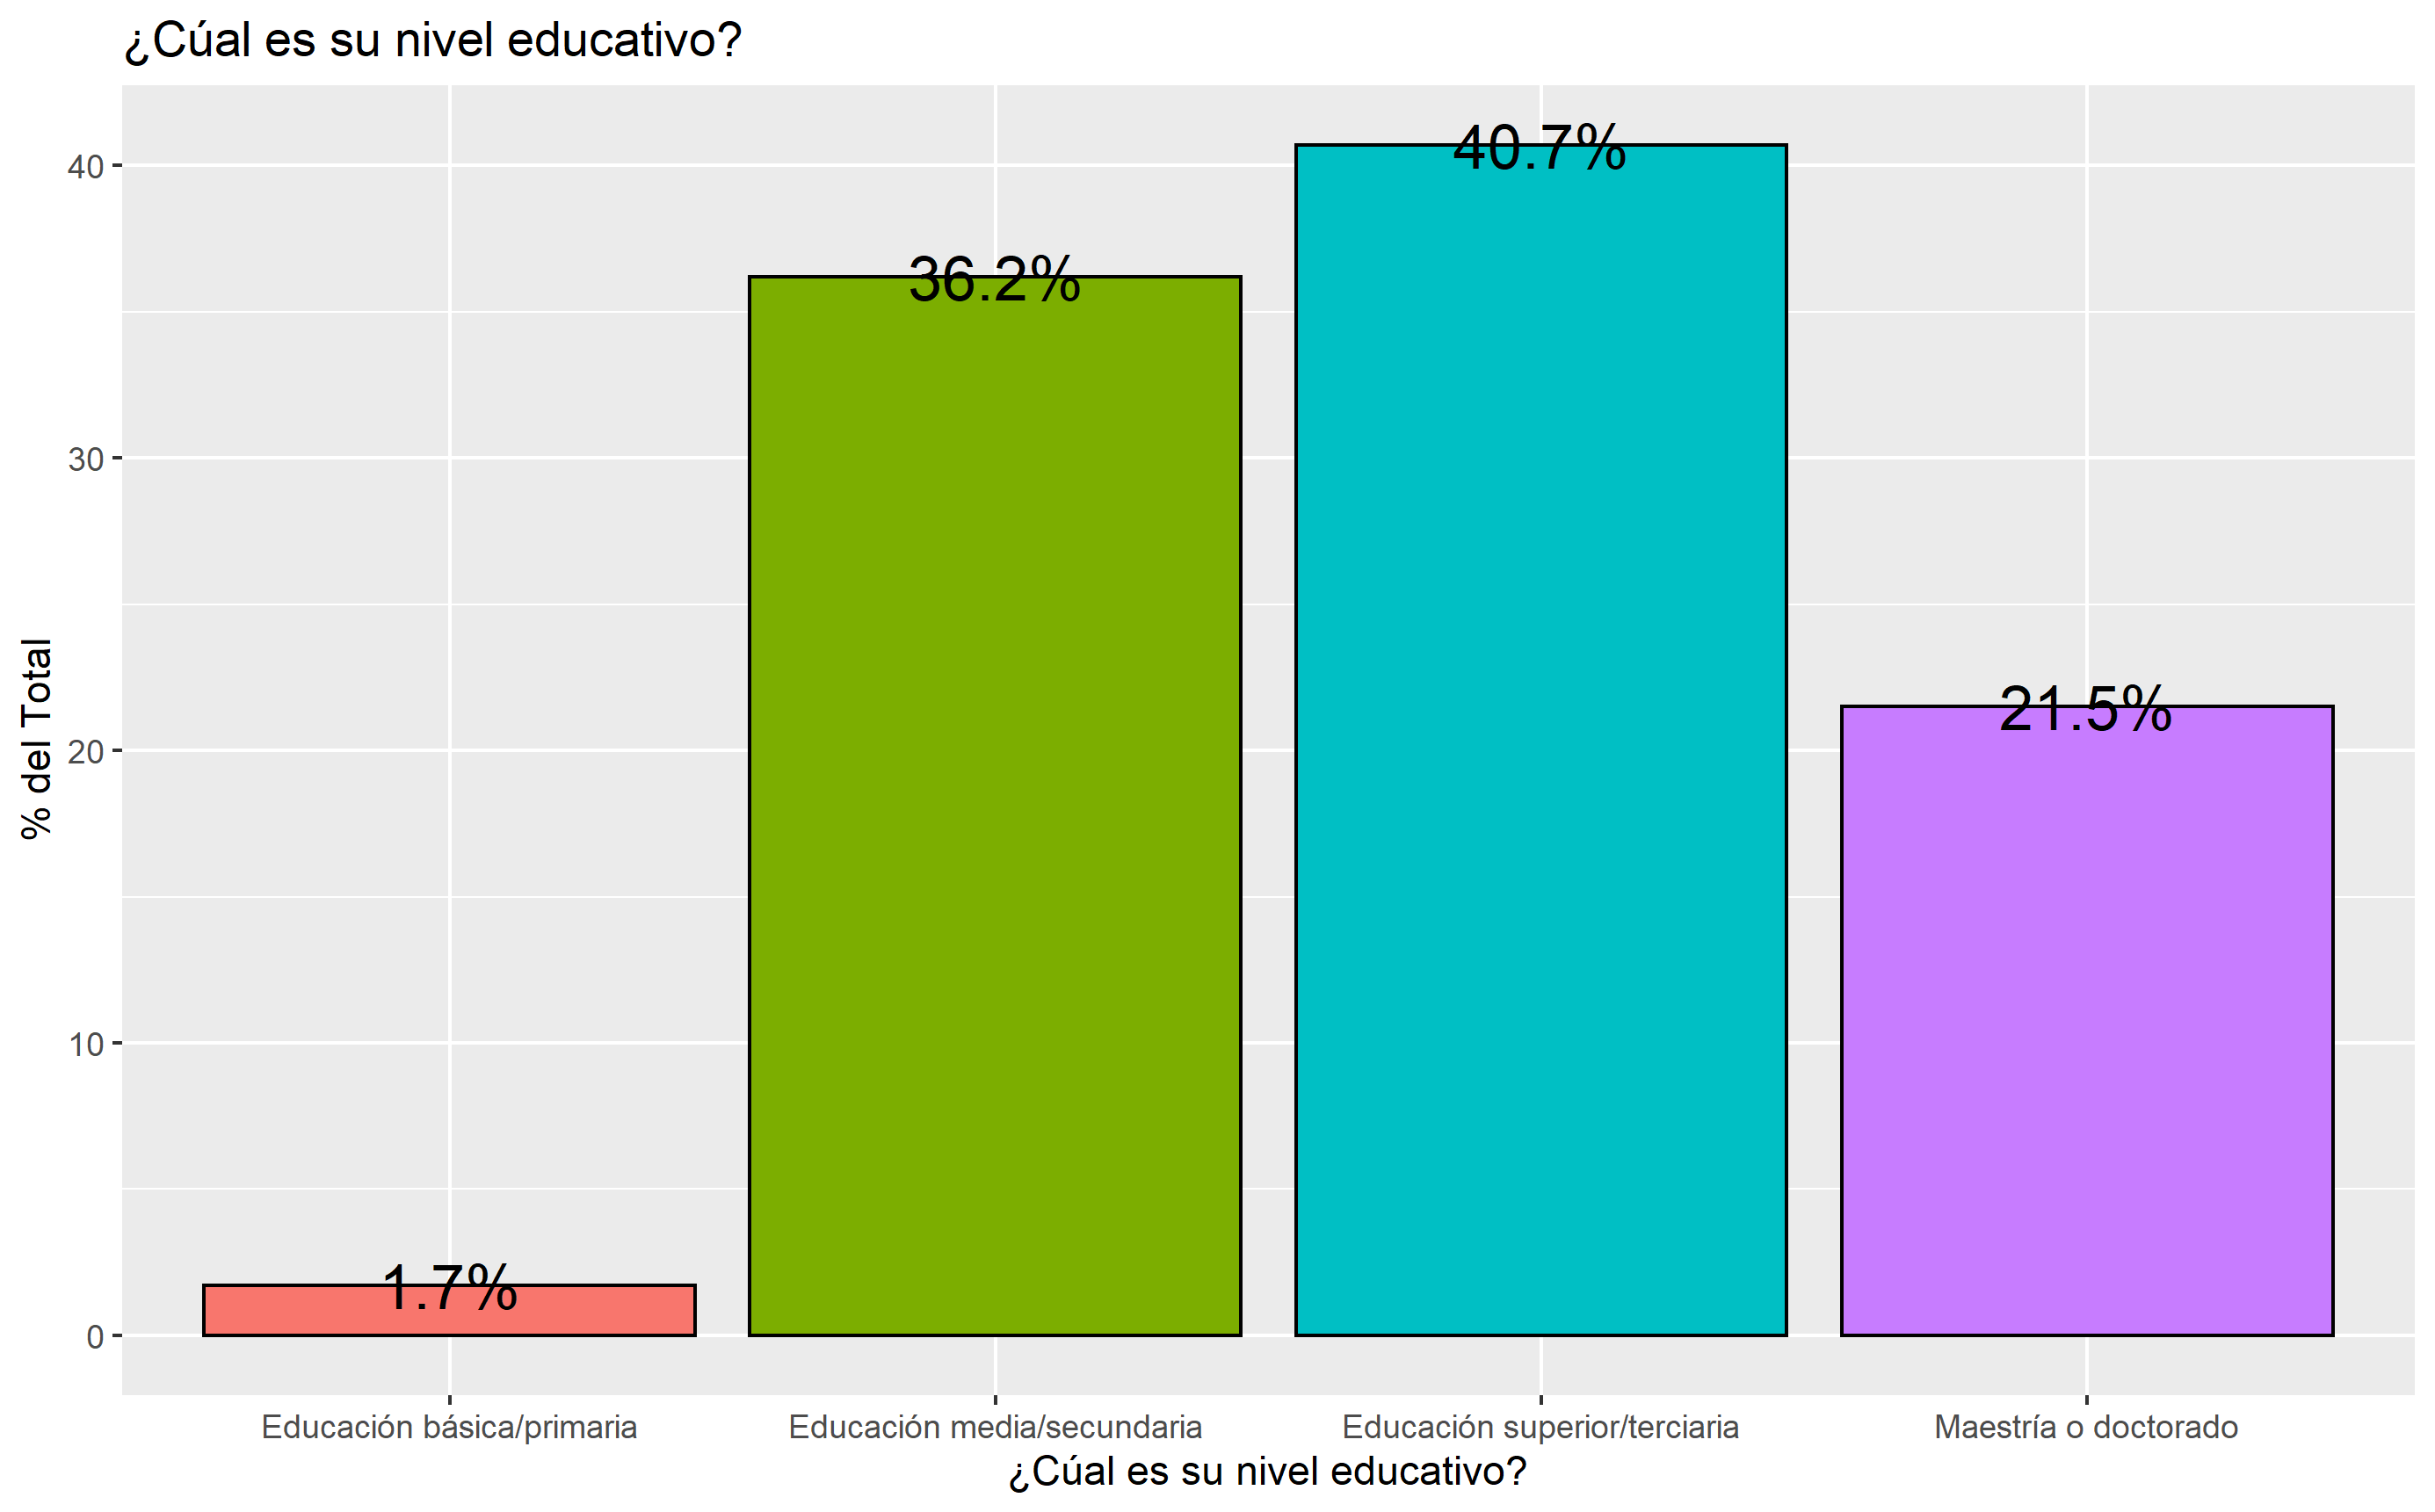 ¿Cúal es su nivel educativo?
40.7%
36.2%
21.5%
1.7%
40
30
20
10
0
% del Total
Educación básica/primaria
Educación media/secundaria
Educación superior/terciaria
Maestría o doctorado
¿Cúal es su nivel educativo?